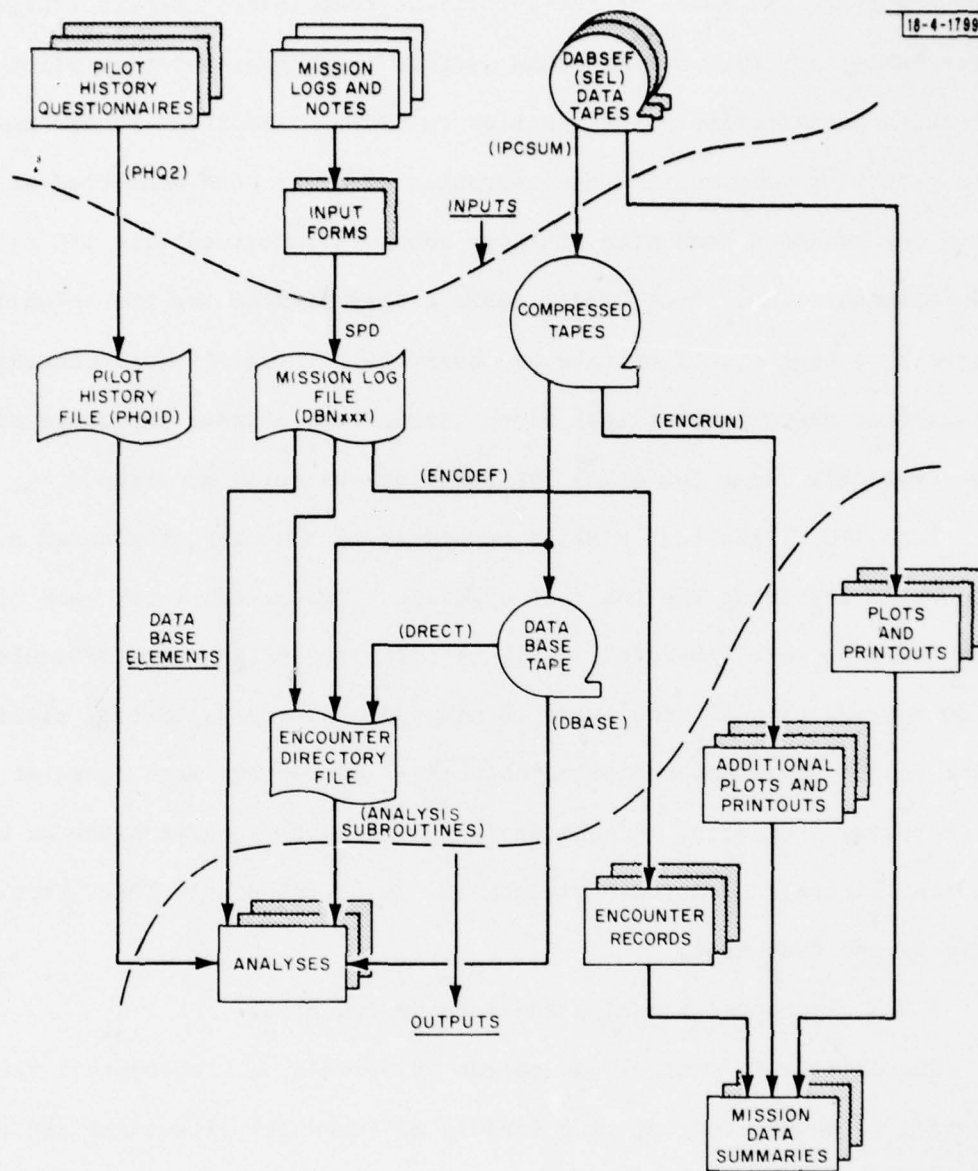 18-4-1799
PILOT
HISTORY
QUESTIONNAIRES
MISSION
LOGS AND
NOTES
DABSEF
(SEL)
DATA
TAPES
(PHQ2)
(IPCSUM)
INPUT
FORMS
INPUTS
SPD
COMPRESSED
TAPES
PILOT
HISTORY
FILE (PHQID)
MISSION LOG
FILE
(DBNxxx)
(ENCRUN)
(ENCDEF)
DATA
BASE
ELEMENTS
(DRECT)
DATA
BASE
TAPE
PLOTS
AND
PRINTOUTS
(DBASE)
ENCOUNTER
DIRECTORY
FILE
ADDITIONAL
PLOTS AND
PRINTOUTS
(ANALYSIS
SUBROUTINES)
ENCOUNTER
RECORDS
ANALYSES
OUTPUTS
MISSION
DATA
SUMMARIES